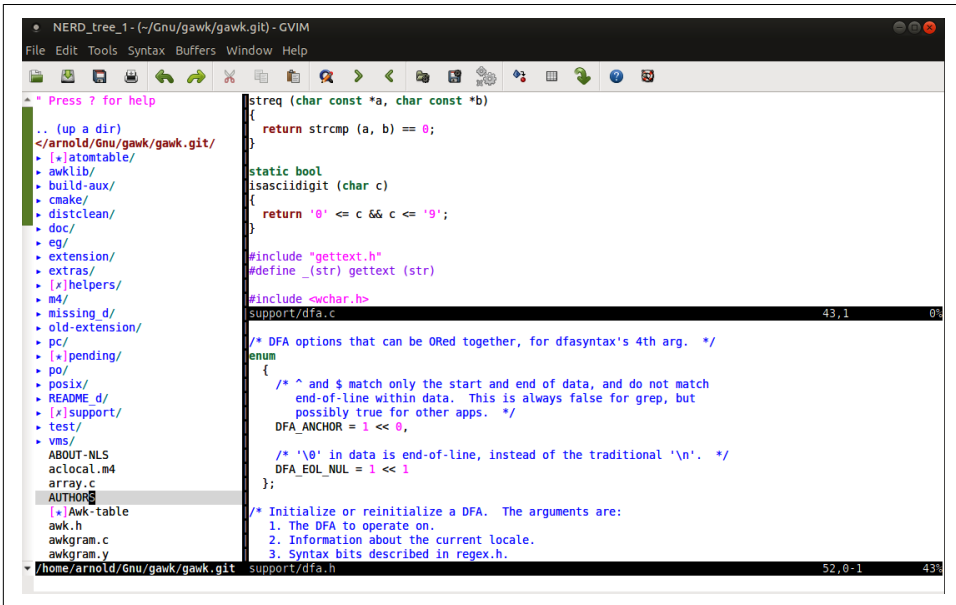 NERD_tree_1 - (~/Gnu/gawk/gawk.git) - GVIM
File Edit Tools Syntax Buffers Window Help
" Press ? for help
.. (up a dir)
</arnold/Gnu/gawk/gawk.git/
▸ [★]atomtable/
▸ awklib/
▸ build-aux/
▸ cmake/
▸ distclean/
▸ doc/
▸ eg/
▸ extension/
▸ extras/
▸ [✗]helpers/
▸ m4/
▸ missing_d/
▸ old-extension/
▸ pc/
▸ [★]pending/
▸ po/
▸ posix/
▸ README_d/
▸ [✗]support/
▸ test/
▸ vms/
ABOUT-NLS
aclocal.m4
array.c
AUTHORS
[★]Awk-table
awk.h
awkgram.c
awkgram.y
/home/arnold/Gnu/gawk/gawk.git
streq (char const *a, char const *b)
{
return strcmp (a, b) == 0;
}
static bool
isasciidigit (char c)
{
return '0' <= c && c <= '9';
}
#include "gettext.h"
#define _(str) gettext (str)
#include <wchar.h>
support/dfa.c 43,1 0%
/* DFA options that can be ORed together, for dfasyntax's 4th arg. */
enum
{
/* ^ and $ match only the start and end of data, and do not match
end-of-line within data. This is always false for grep, but
possibly true for other apps. */
DFA_ANCHOR = 1 << 0,
/* '\0' in data is end-of-line, instead of the traditional '\n'. */
DFA_EOL_NUL = 1 << 1
};
/* Initialize or reinitialize a DFA. The arguments are:
1. The DFA to operate on.
2. Information about the current locale.
3. Syntax bits described in regex.h.
support/dfa.h 52,0-1 43%